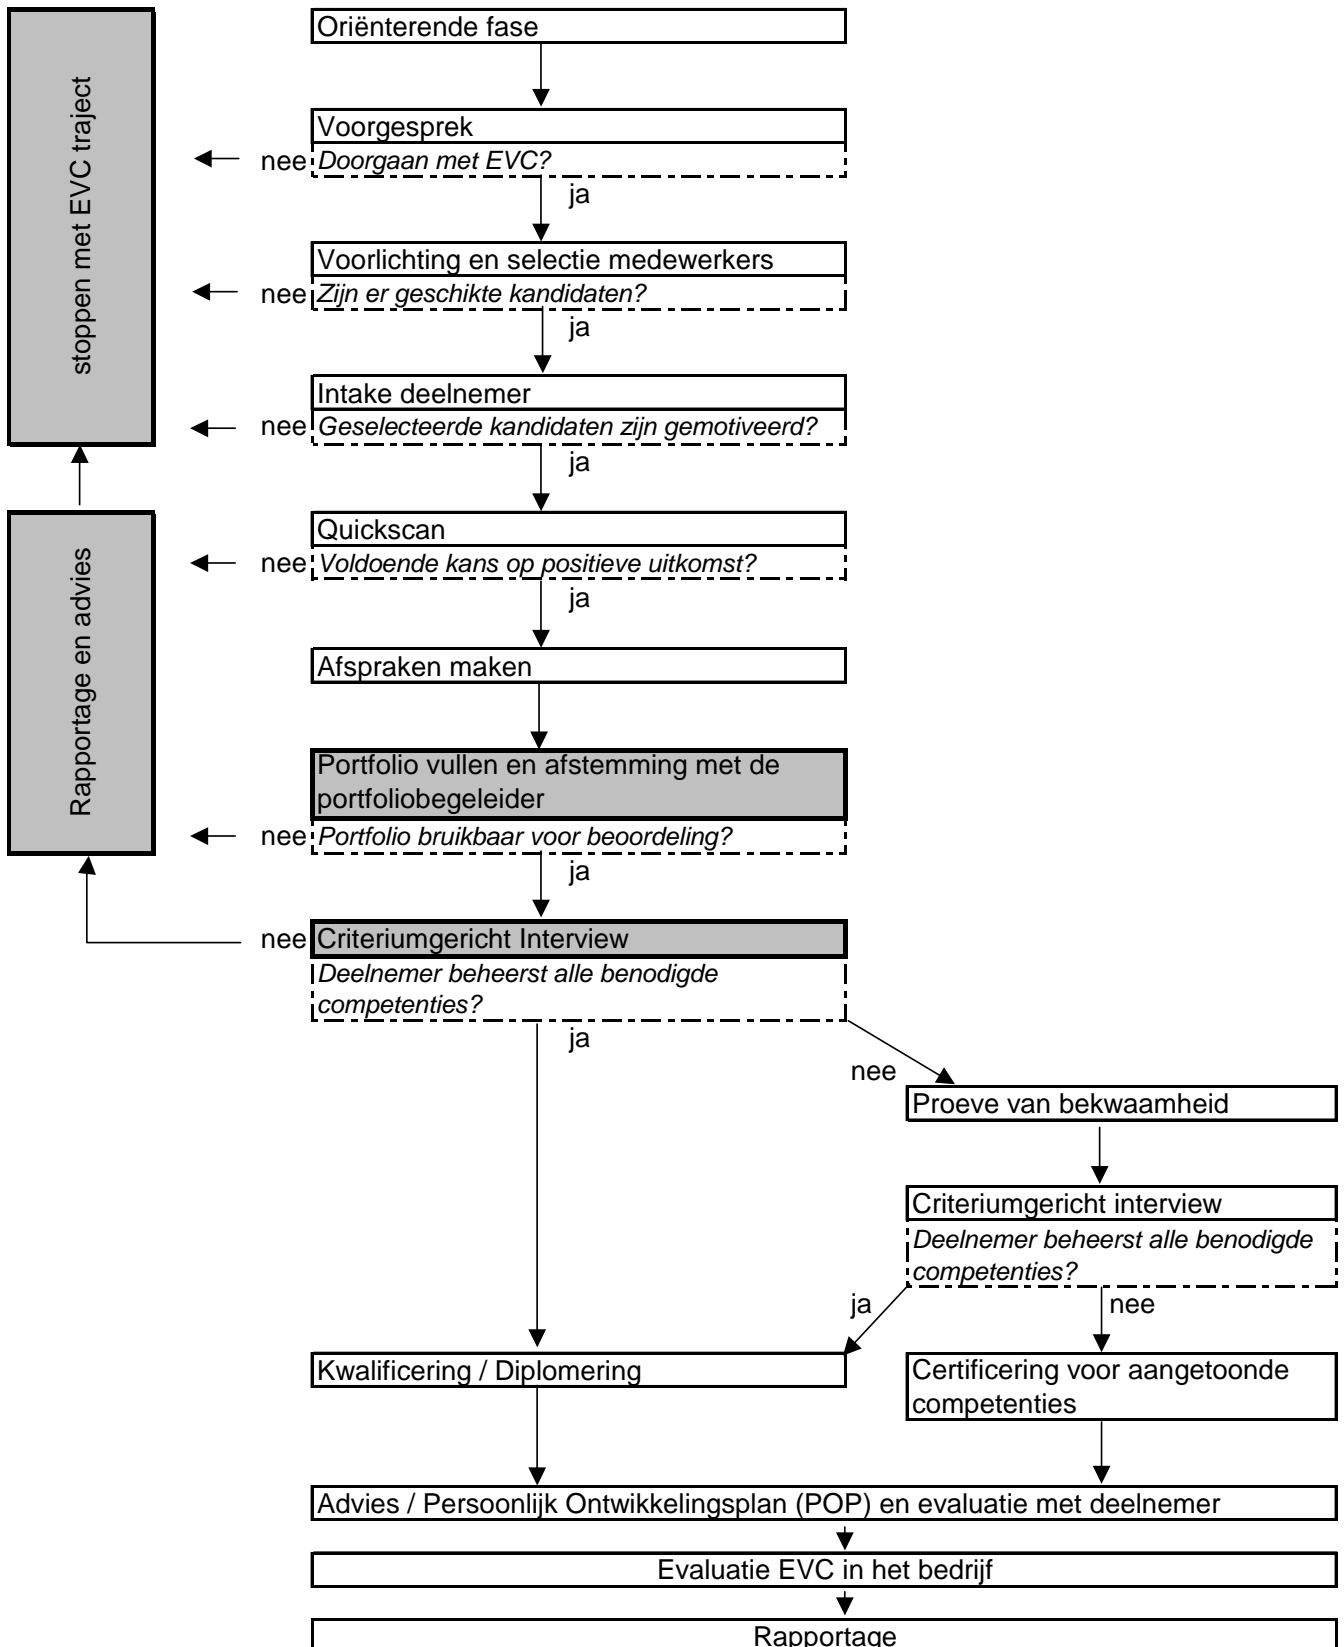 Oriënterende fase
stoppen met EVC traject
Voorgesprek
nee
Doorgaan met EVC?
ja
Voorlichting en selectie medewerkers
nee
Zijn er geschikte kandidaten?
ja
Intake deelnemer
nee
Geselecteerde kandidaten zijn gemotiveerd?
ja
Rapportage en advies
Quickscan
nee
Voldoende kans op positieve uitkomst?
ja
Afspraken maken
Portfolio vullen en afstemming met de
portfoliobegeleider
nee
Portfolio bruikbaar voor beoordeling?
ja
nee
Criteriumgericht Interview
Deelnemer beheerst alle benodigde
competenties?
ja
nee
Proeve van bekwaamheid
Criteriumgericht interview
Deelnemer beheerst alle benodigde
competenties?
ja
nee
Kwalificering / Diplomering
Certificering voor aangetoonde
competenties
Advies / Persoonlijk Ontwikkelingsplan (POP) en evaluatie met deelnemer
Evaluatie EVC in het bedrijf
Rapportage